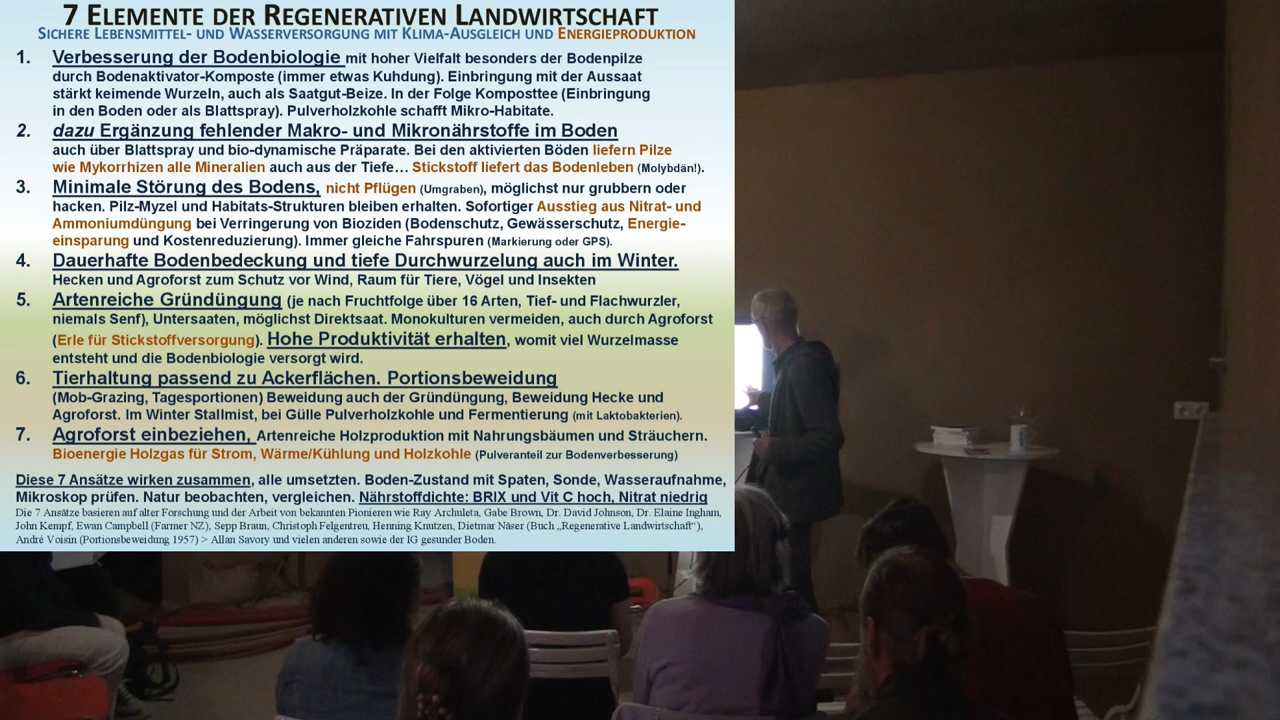 7 Elemente der Regenerativen Landwirtschaft
Sichere Lebensmittel- und Wasserversorgung mit Klima-Ausgleich und Energieproduktion
1. Verbesserung der Bodenbiologie mit hoher Vielfalt besonders der Bodenpilze
durch Bodenaktivator-Komposte (immer etwas Kuhdung). Einbringung mit der Aussaat
stärkt keimende Wurzeln, auch als Saatgut-Beize. In der Folge Komposttee (Einbringung
in den Boden oder als Blattspray). Pulverholzkohle schafft Mikro-Habitate.
2. dazu Ergänzung fehlender Makro- und Mikronährstoffe im Boden
auch über Blattspray und bio-dynamische Präparate. Bei den aktivierten Böden liefern Pilze
wie Mykorrhizen alle Mineralien auch aus der Tiefe… Stickstoff liefert das Bodenleben (Molybdän!).
3. Minimale Störung des Bodens, nicht Pflügen (Umgraben), möglichst nur grubbern oder
hacken. Pilz-Myzel und Habitats-Strukturen bleiben erhalten. Sofortiger Ausstieg aus Nitrat- und
Ammoniumdüngung bei Verringerung von Bioziden (Bodenschutz, Gewässerschutz, Energie-
einsparung und Kostenreduzierung). Immer gleiche Fahrspuren (Markierung oder GPS).
4. Dauerhafte Bodenbedeckung und tiefe Durchwurzelung auch im Winter.
Hecken und Agroforst zum Schutz vor Wind, Raum für Tiere, Vögel und Insekten
5. Artenreiche Gründüngung (je nach Fruchtfolge über 16 Arten, Tief- und Flachwurzler,
niemals Senf), Untersaaten, möglichst Direktsaat. Monokulturen vermeiden, auch durch Agroforst
(Erle für Stickstoffversorgung). Hohe Produktivität erhalten, womit viel Wurzelmasse
entsteht und die Bodenbiologie versorgt wird.
6. Tierhaltung passend zu Ackerflächen. Portionsbeweidung
(Mob-Grazing, Tagesportionen) Beweidung auch der Gründüngung, Beweidung Hecke und
Agroforst. Im Winter Stallmist, bei Gülle Pulverholzkohle und Fermentierung (mit Laktobakterien).
7. Agroforst einbeziehen, Artenreiche Holzproduktion mit Nahrungsbäumen und Sträuchern.
Bioenergie Holzgas für Strom, Wärme/Kühlung und Holzkohle (Pulveranteil zur Bodenverbesserung)
Diese 7 Ansätze wirken zusammen, alle umsetzten. Boden-Zustand mit Spaten, Sonde, Wasseraufnahme,
Mikroskop prüfen. Natur beobachten, vergleichen. Nährstoffdichte: BRIX und Vit C hoch, Nitrat niedrig
Die 7 Ansätze basieren auf alter Forschung und der Arbeit von bekannten Pionieren wie Ray Archuleta, Gabe Brown, Dr. David Johnson, Dr. Elaine Ingham,
John Kempf, Ewan Campbell (Farmer NZ), Sepp Braun, Christoph Felgentreu, Henning Knutzen, Dietmar Näser (Buch „Regenerative Landwirtschaft“),
André Voisin (Portionsbeweidung 1957) > Allan Savory und vielen anderen sowie der IG gesunder Boden.